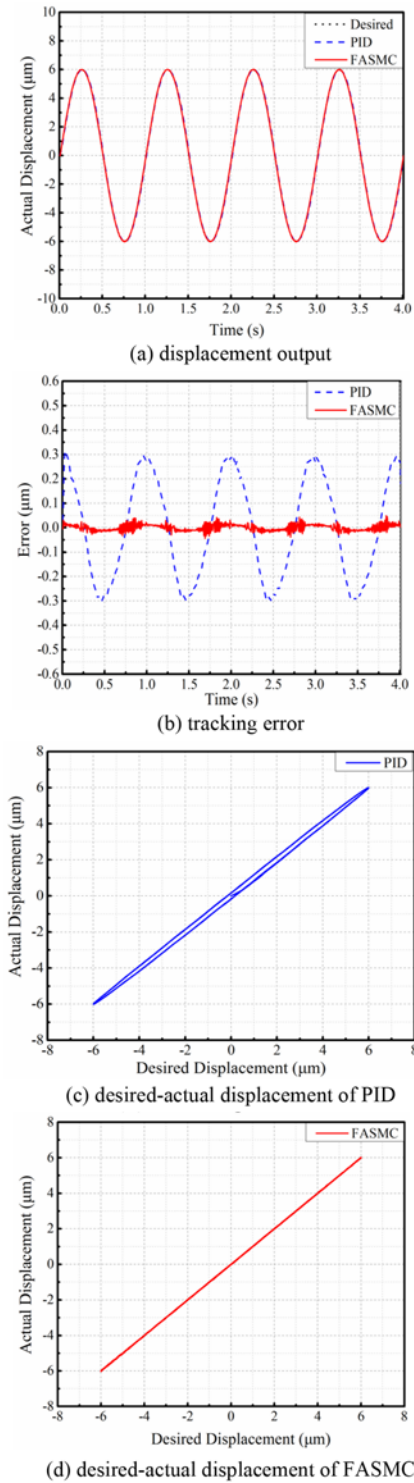 10
8
6
4
2
0
-2
-4
-6
-8
-10
Actual Displacement (μm)
Desired
PID
FASMC
0.0 0.5 1.0 1.5 2.0 2.5 3.0 3.5 4.0
Time (s)
(a) displacement output
0.6
0.5
0.4
0.3
0.2
0.1
0.0
-0.1
-0.2
-0.3
-0.4
-0.5
-0.6
Error (μm)
PID
FASMC
0.0 0.5 1.0 1.5 2.0 2.5 3.0 3.5 4.0
Time (s)
(b) tracking error
8
6
4
2
0
-2
-4
-6
-8
Actual Displacement (μm)
PID
-8 -6 -4 -2 0 2 4 6 8
Desired Displacement (μm)
(c) desired-actual displacement of PID
8
6
4
2
0
-2
-4
-6
-8
Actual Displacement (μm)
FASMC
-8 -6 -4 -2 0 2 4 6 8
Desired Displacement (μm)
(d) desired-actual displacement of FASMC